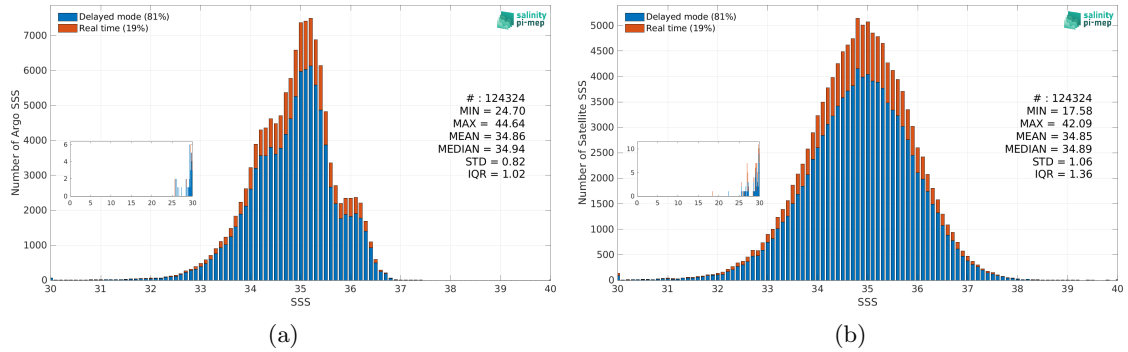 Delayed mode (81%)
Real time (19%)
salinity
pi-mep
7000
6000
5000
4000
3000
2000
1000
0
Number of Argo SSS
# : 124324
MIN = 24.70
MAX = 44.64
MEAN = 34.86
MEDIAN = 34.94
STD = 0.82
IQR = 1.02
6
4
2
0
0 5 10 15 20 25 30
30 31 32 33 34 35 36 37 38 39 40
SSS
(a)
Delayed mode (81%)
Real time (19%)
salinity
pi-mep
5000
4500
4000
3500
3000
2500
2000
1500
1000
500
0
Number of Satellite SSS
# : 124324
MIN = 17.58
MAX = 42.09
MEAN = 34.85
MEDIAN = 34.89
STD = 1.06
IQR = 1.36
10
5
0
0 5 10 15 20 25 30
30 31 32 33 34 35 36 37 38 39 40
SSS
(b)